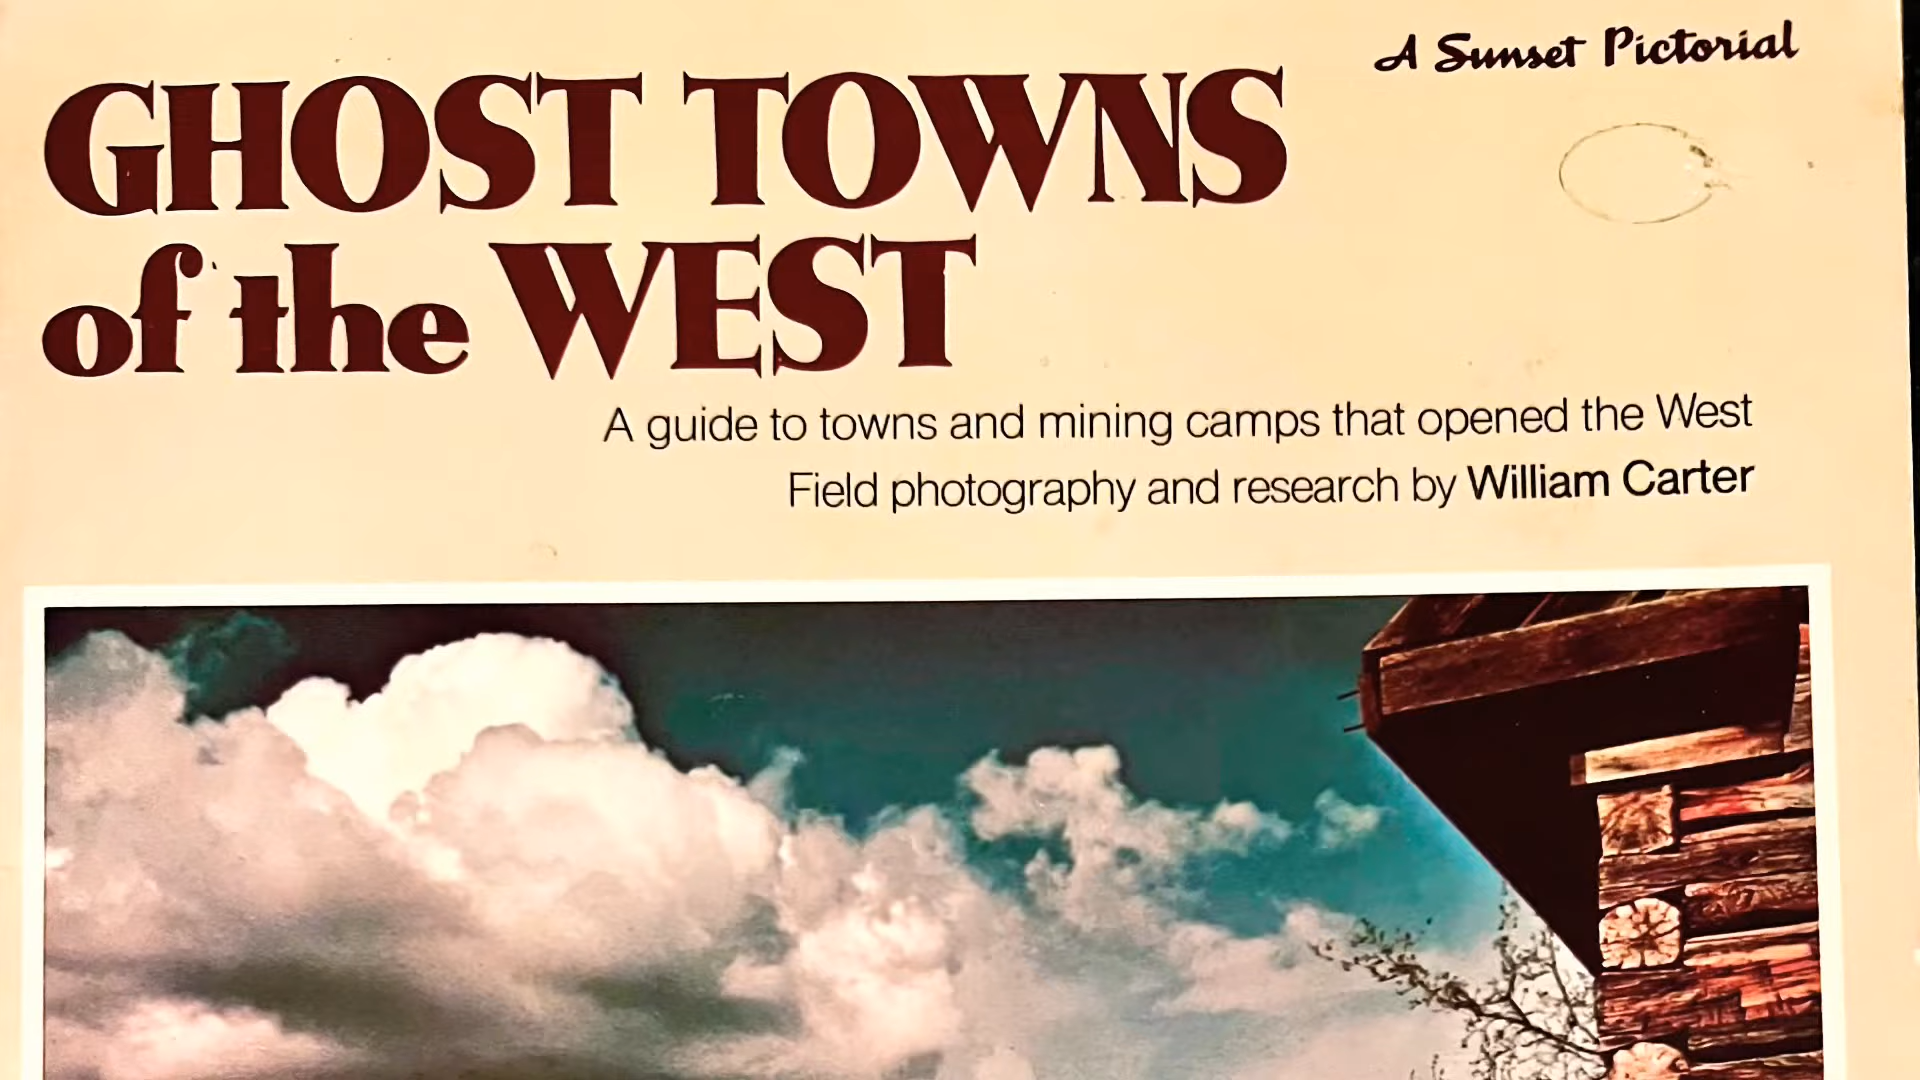 A Sunset Pictorial
GHOST TOWNS
of the WEST
A guide to towns and mining camps that opened the West
Field photography and research by William Carter